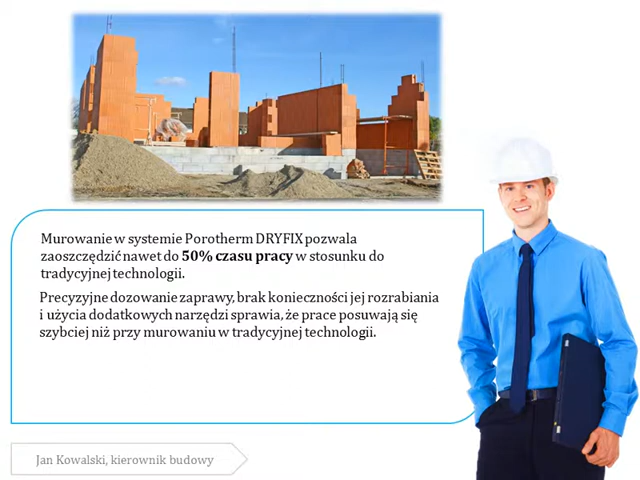 Murowanie w systemie Porotherm DRYFIX pozwala
zaoszczędzić nawet do 50% czasu pracy w stosunku do
tradycyjnej technologii.
Precyzyjne dozowanie zaprawy, brak konieczności jej rozrabiania
i użycia dodatkowych narzędzi sprawia, że prace posuwają się
szybciej niż przy murowaniu w tradycyjnej technologii.
Jan Kowalski, kierownik budowy